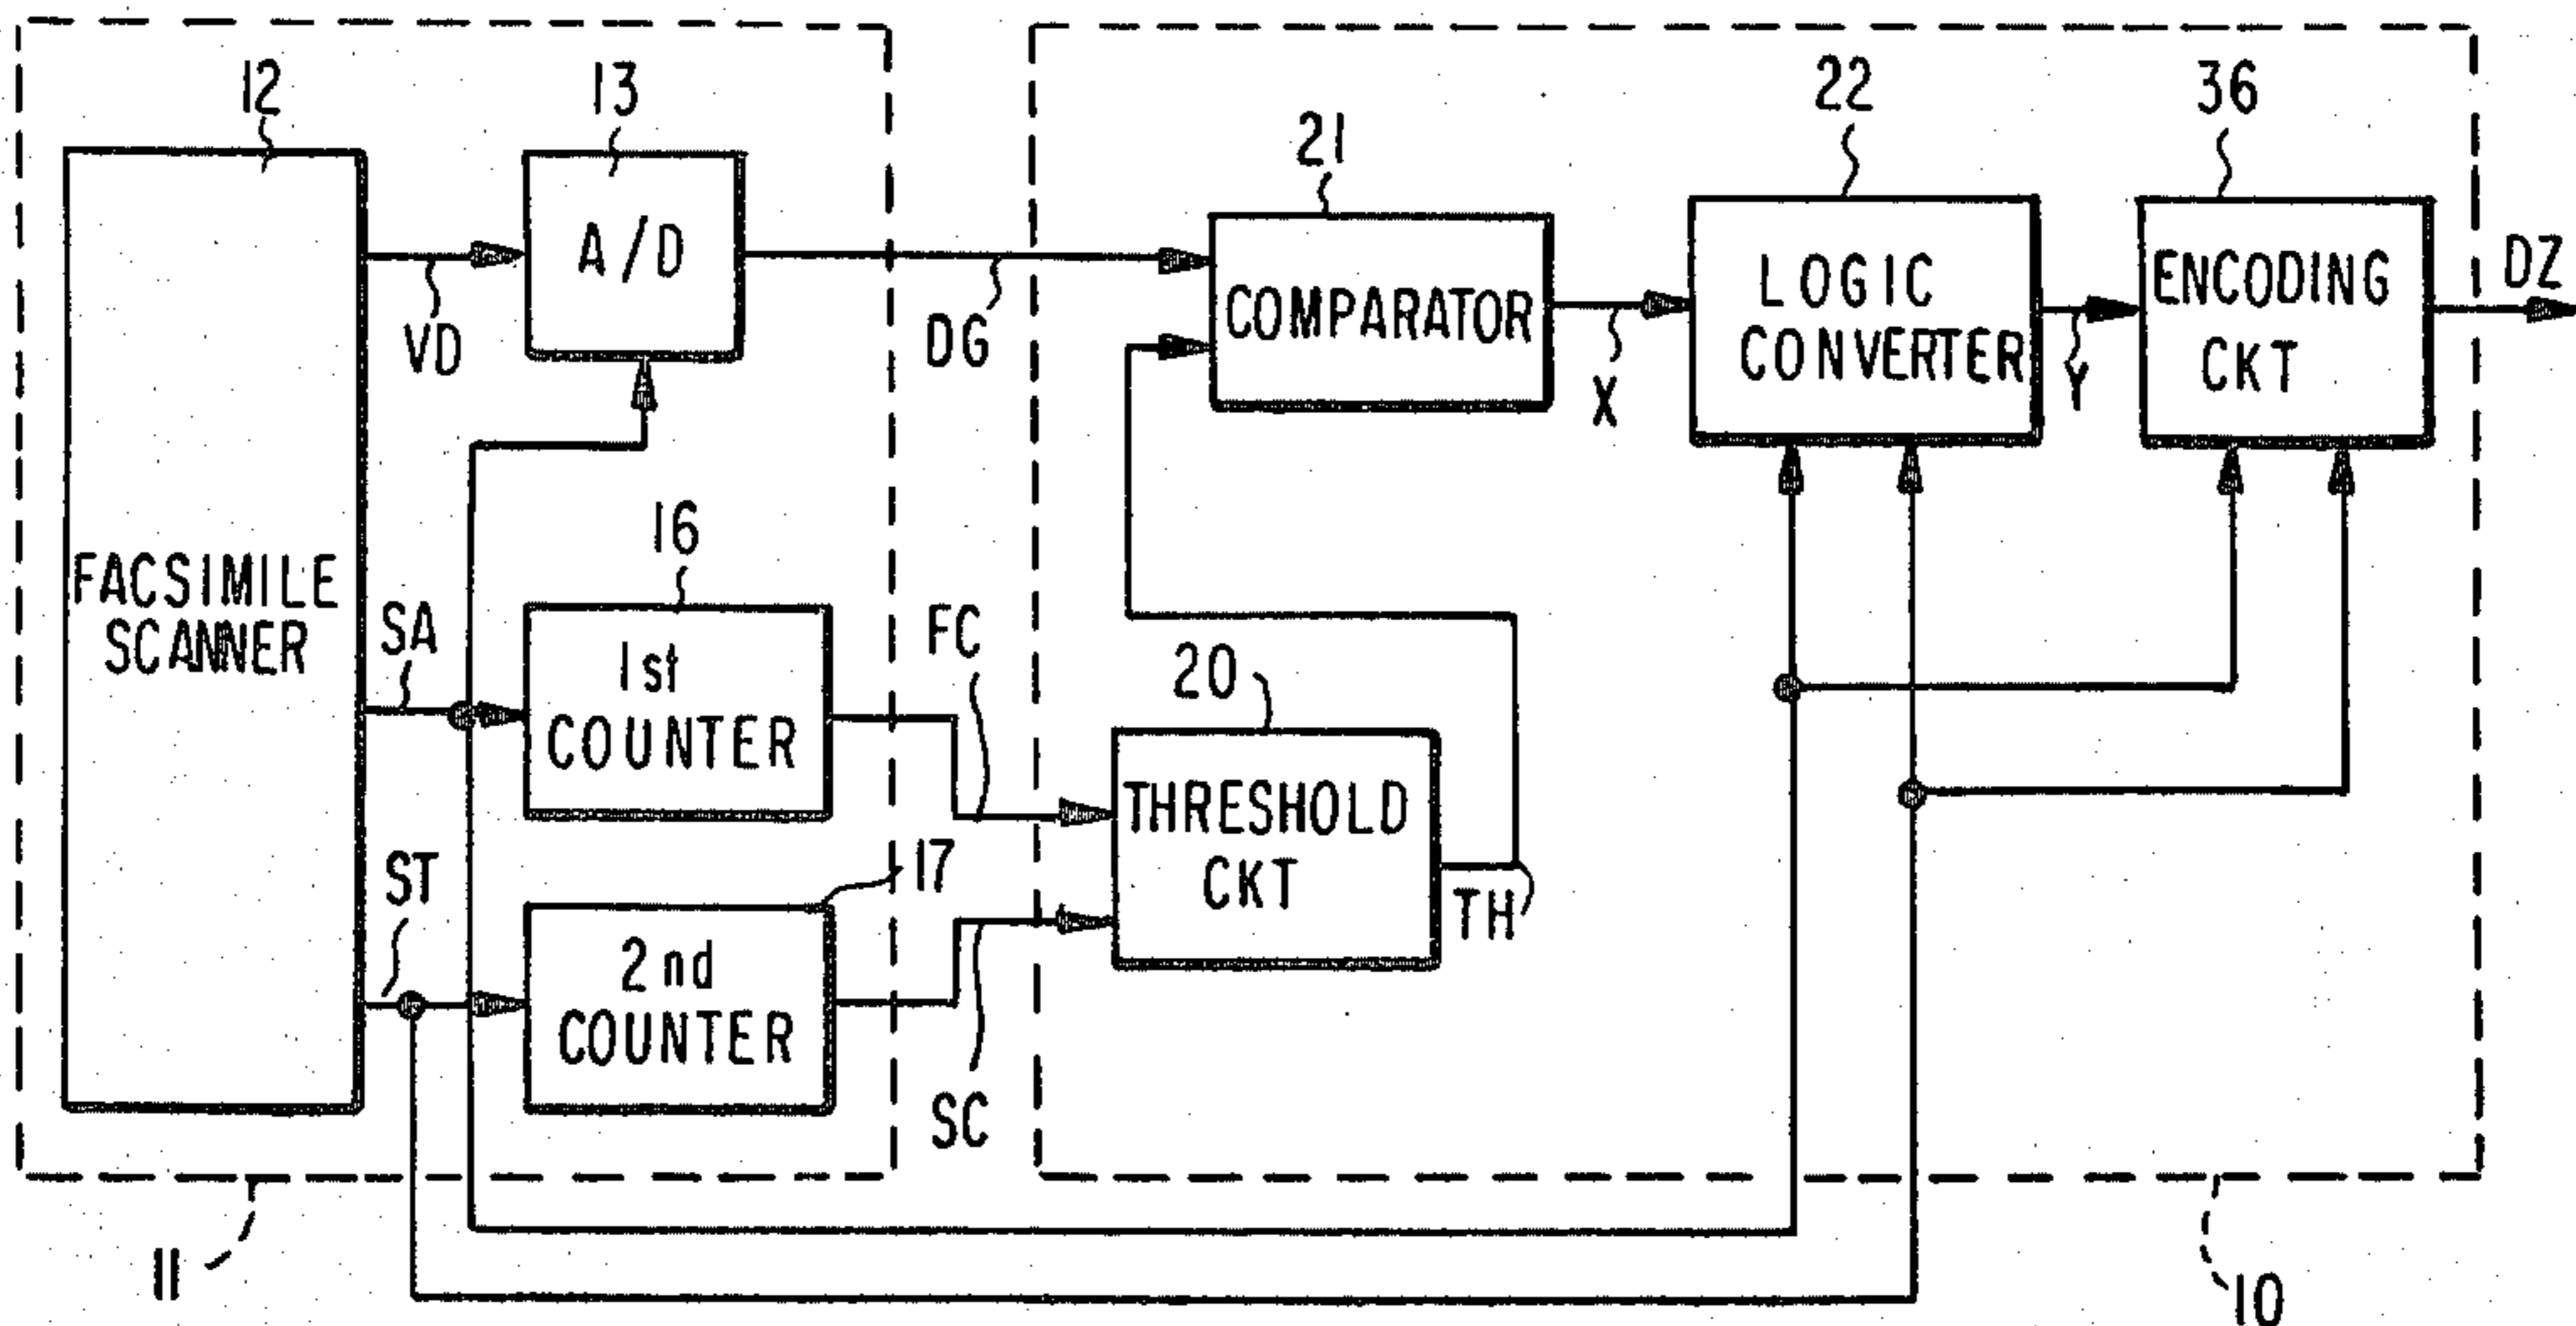 12
13
22
36
21
A/D
LOGIC
CONVERTER
ENCODING
CKT
DZ
COMPARATOR
VD
DG
X
Y
16
FACSIMILE
SCANNER
SA
1st
COUNTER
FC
20
THRESHOLD
CKT
ST
17
TH
2nd
COUNTER
SC
11
10